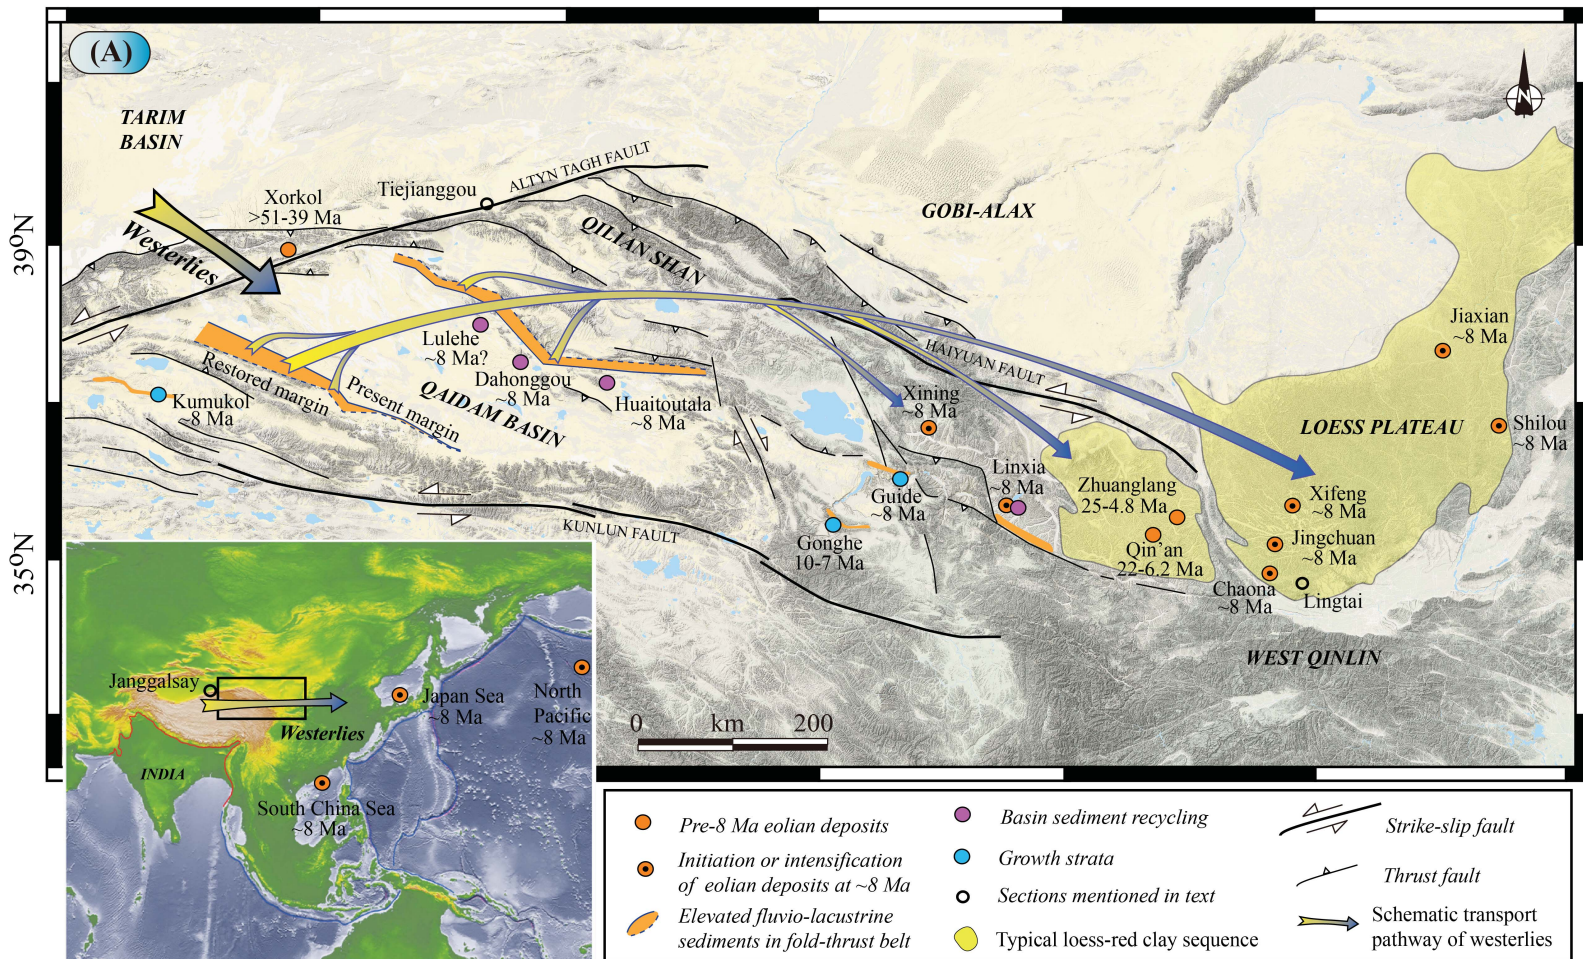 (A)
TARIM
BASIN
Xorkol
>51-39 Ma
Tiejianggou
ALTYN TAGH FAULT
Westerlies
QILIAN SHAN
GOBI-ALAX
N
39°N
35°N
Lulehe
~8 Ma?
Dahonggou
~8 Ma
Huaitoutala
~8 Ma
Restored margin
Present margin
QAIDAM BASIN
Kumukol
~8 Ma
HAIYUAN FAULT
Xining
~8 Ma
Jiaxian
~8 Ma
LOESS PLATEAU
Shilou
~8 Ma
Linxia
~8 Ma
Guide
~8 Ma
Gonghe
10-7 Ma
KUNLUN FAULT
Zhuanglang
25-4.8 Ma
Qin'an
22-6.2 Ma
Xifeng
~8 Ma
Jingchuan
~8 Ma
Chaona
~8 Ma
Lingtai
WEST QINLIN
0 km 200
Janggalsay
Westerlies
INDIA
Japan Sea
~8 Ma
North
Pacific
~8 Ma
South China Sea
~8 Ma
Pre-8 Ma eolian deposits
Initiation or intensification
of eolian deposits at ~8 Ma
Elevated fluvio-lacustrine
sediments in fold-thrust belt
Basin sediment recycling
Growth strata
Sections mentioned in text
Typical loess-red clay sequence
Strike-slip fault
Thrust fault
Schematic transport
pathway of westerlies